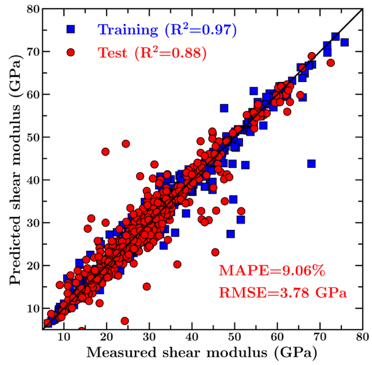 80
70
60
50
40
30
20
10
Predicted shear modulus (GPa)
Training (R²=0.97)
Test (R²=0.88)
MAPE=9.06%
RMSE=3.78 GPa
10 20 30 40 50 60 70 80
Measured shear modulus (GPa)